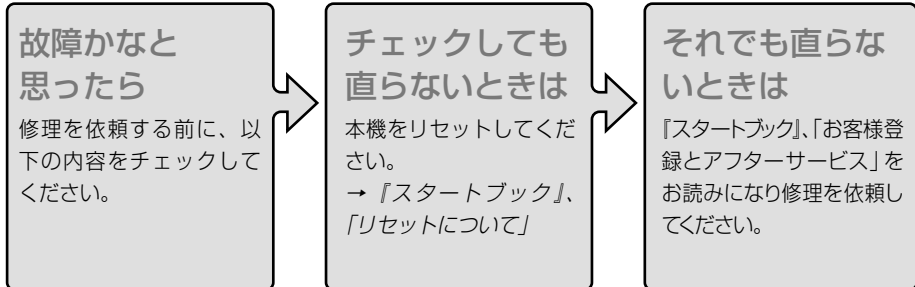 故障かなと
思ったら
修理を依頼する前に、以
下の内容をチェックして
ください。
チェックしても
直らないときは
本機をリセットしてくだ
さい。
→『スタートブック』、
「リセットについて」
それでも直らな
いときは
『スタートブック』、「お客様登
録とアフターサービス」を
お読みになり修理を依頼し
てください。